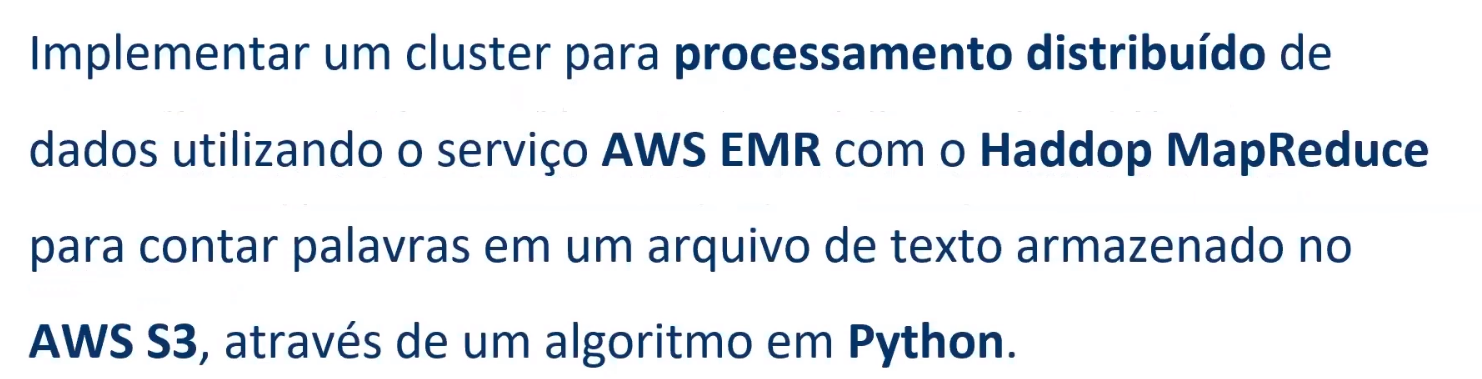 Implementar um cluster para processamento distribuído de
dados utilizando o serviço AWS EMR com o Haddop MapReduce
para contar palavras em um arquivo de texto armazenado no
AWS S3, através de um algoritmo em Python.